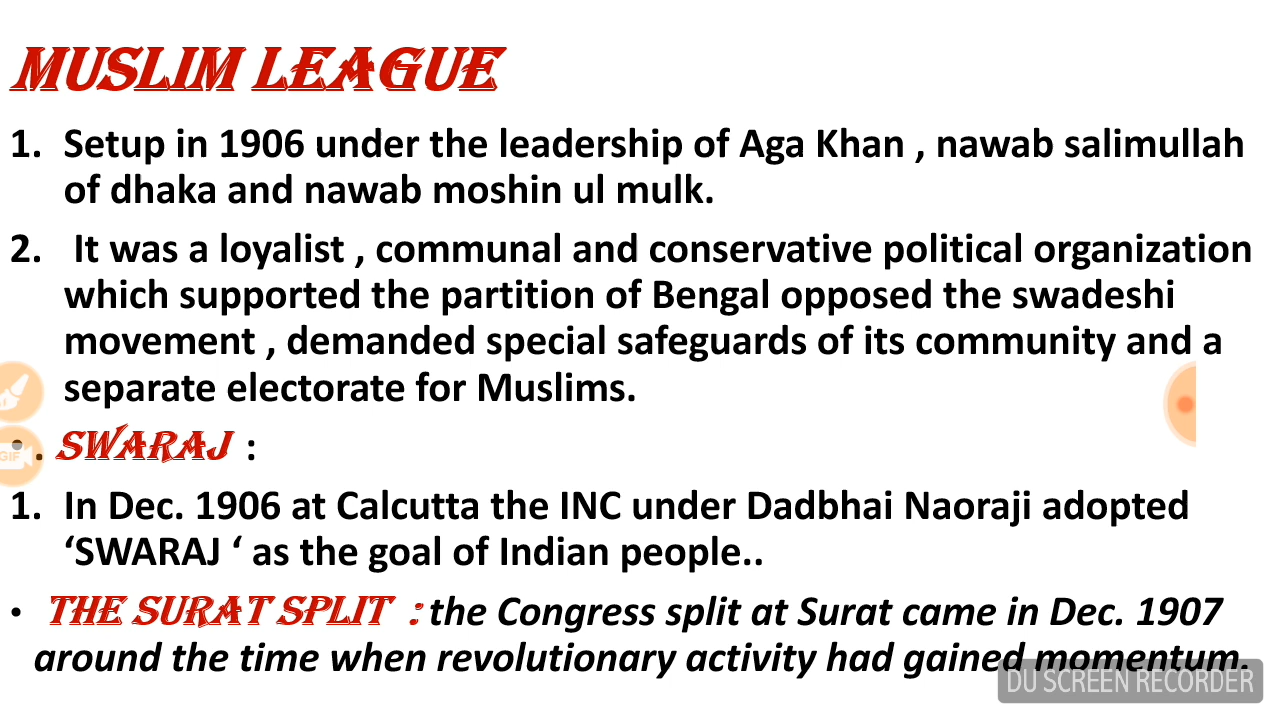 MUSLIM LEAGUE
1. Setup in 1906 under the leadership of Aga Khan , nawab salimullah
of dhaka and nawab moshin ul mulk.
2. It was a loyalist , communal and conservative political organization
which supported the partition of Bengal opposed the swadeshi
movement , demanded special safeguards of its community and a
separate electorate for Muslims.
• . SWARAJ :
1. In Dec. 1906 at Calcutta the INC under Dadbhai Naoraji adopted
‘SWARAJ ‘ as the goal of Indian people..
• THE SURAT SPLIT : the Congress split at Surat came in Dec. 1907
around the time when revolutionary activity had gained momentum.
GIF
DU SCREEN RECORDER